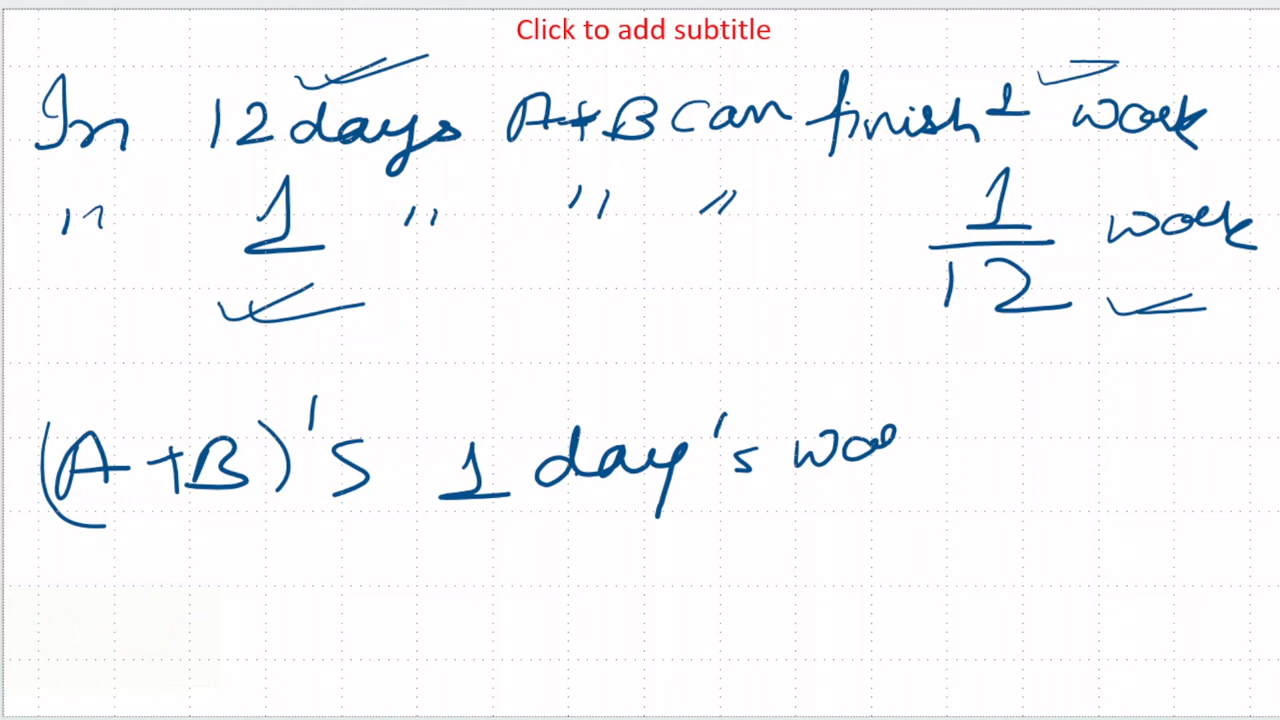 Click to add subtitle
In 12 days A+B can finish 1 work
" 1 " " " 1/12 work
(A+B)'s 1 day's wo